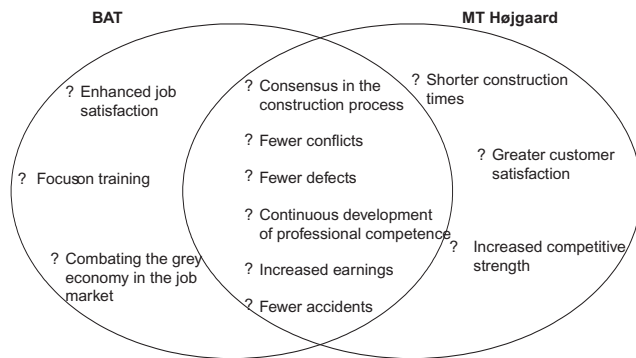 BAT
MT Højgaard
? Enhanced job
satisfaction
? Focuson training
? Combating the grey
economy in the job
market
? Consensus in the
construction process
? Fewer conflicts
? Fewer defects
? Continuous development
of professional competence
? Increased earnings
? Fewer accidents
? Shorter construction
times
? Greater customer
satisfaction
? Increased competitive
strength